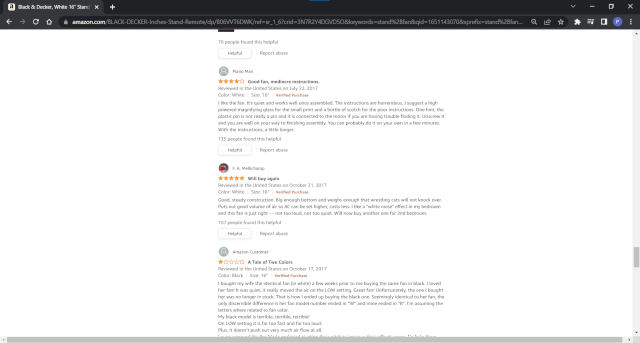 Black & Decker, White 16" Stand
amazon.com/BLACK-DECKER-Inches-Stand-Remote/dp/B06VVT6DWK/ref=sr_1_6?crid=3N7R2Y4DGVDSO&keywords=stand%2Bfan&qid=1651143070&sprefix=stand%2Bfan...
70 people found this helpful
Helpful
Report abuse
Piano Man
Good fan, mediocre instructions.
Reviewed in the United States on July 22, 2017
Color: White Size: 16" Verified Purchase
I like the fan. It's quiet and works well once assembled. The instructions are horrendous. I suggest a high
powered magnifying glass for the small print and a bottle of scotch for the poor instructions. One hint, the
plastic pin is not really a pin and it is connected to the motor if you are having trouble finding it. Unscrew it
and you are well on your way to finishing assembly. You can probably do it on your own in a few minutes.
With the instructions, a little longer.
135 people found this helpful
Helpful
Report abuse
F. A. Mellichamp
Will buy again
Reviewed in the United States on October 21, 2017
Color: White Size: 16" Verified Purchase
Good, steady construction. Big enough bottom and weighs enough that wrestling cats will not knock over.
Puts out good volume of air so AC can be set higher, costs less. I like a "white noise" effect in my bedroom
and this fan is just right - - not too loud, not too quiet. Will now buy another one for 2nd bedroom.
107 people found this helpful
Helpful
Report abuse
Amazon Customer
A Tale of Two Colors
Reviewed in the United States on October 17, 2017
Color: Black Size: 16" Verified Purchase
I bought my wife the identical fan (in white) a few weeks prior to me buying the same fan in black. I loved
her fan! It was quiet, it really moved the air on the LOW setting. Great fan! Unfortunately, the one I bought
her was no longer in stock. That is how I ended up buying the black one. Seemingly identical to her fan, the
only discernible difference is her fan model number ended in "W" and mine ended in "B". I'm assuming the
letters where related to fan color.
My black model is terrible, terrible, terrible!
On LOW setting it is far too fast and far too loud.
Plus, it doesn't push out very much air flow at all.